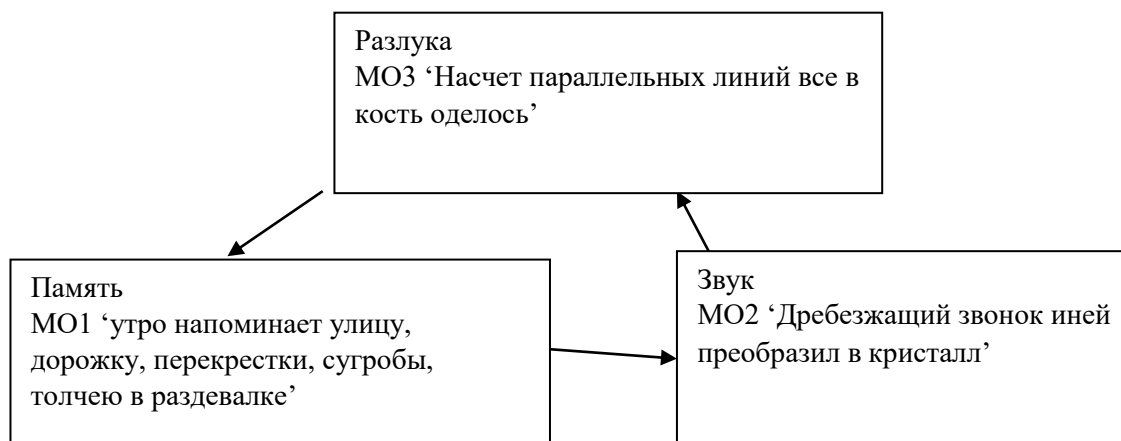 Разлука
МО3 ‘Насчет параллельных линий все в
кость оделось’
Память
МО1 ‘утро напоминает улицу,
дорожку, перекрестки, сугробы,
толчею в раздевалке’
Звук
МО2 ‘Дребезжащий звонок иней
преобразил в кристалл’